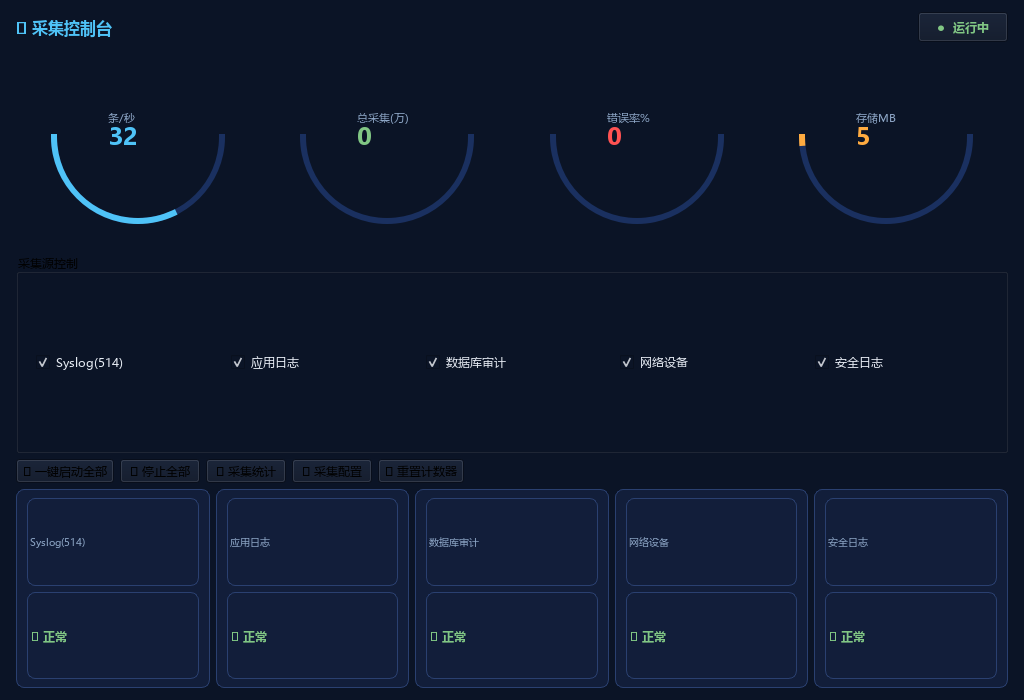 采集控制台
● 运行中
条/秒
32
总采集(万)
0
错误率%
0
存储MB
5
采集源控制
✓ Syslog(514)
✓ 应用日志
✓ 数据库审计
✓ 网络设备
✓ 安全日志
一键启动全部
停止全部
采集统计
采集配置
重置计数器
Syslog(514)
应用日志
数据库审计
网络设备
安全日志
正常
正常
正常
正常
正常